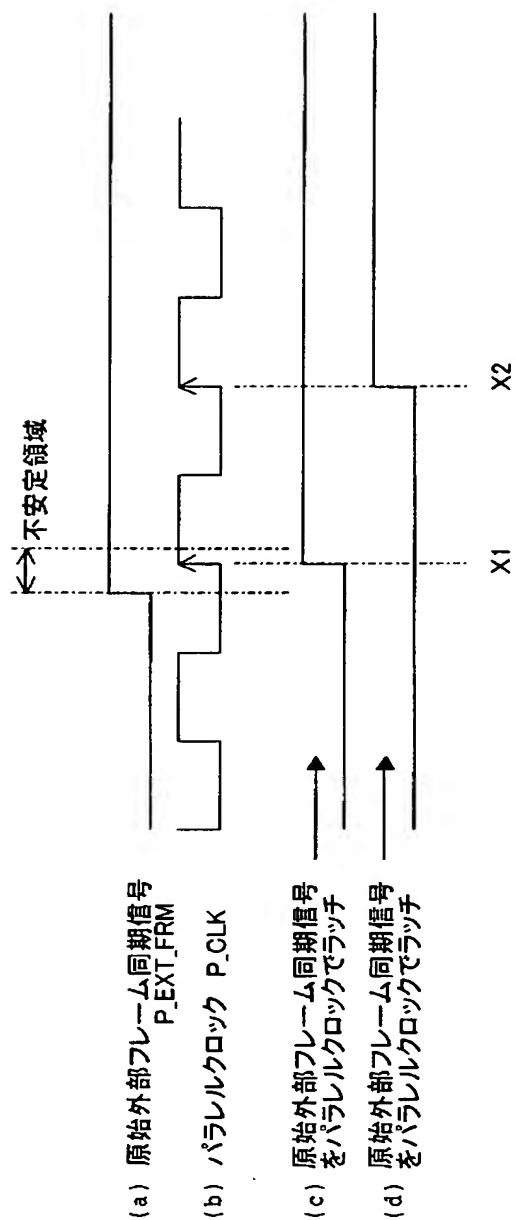 不安定領域
(a) 原始外部フレーム同期信号
P_EXT_FRM
(b) パラレルクロック P_CLK
(c) 原始外部フレーム同期信号
をパラレルクロックでラッチ
(d) 原始外部フレーム同期信号
をパラレルクロックでラッチ
X1
X2